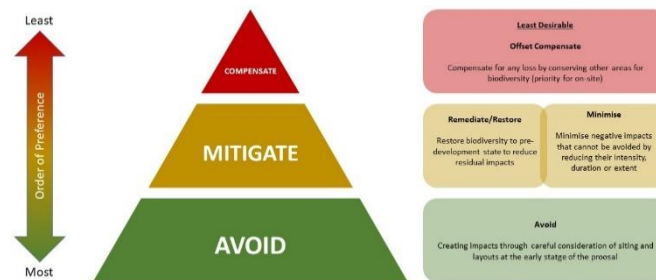 Least
Order of Preference
Most
COMPENSATE
MITIGATE
AVOID
Least Desirable
Offset Compensate
Compensate for any loss by conserving other areas for
biodiversity (priority for on-site)
Remediate/Restore
Restore biodiversity to pre-
development state to reduce
residual impacts
Minimise
Minimise negative impacts
that cannot be avoided by
reducing their intensity,
duration or extent
Avoid
Creating impacts through careful consideration of siting and
layouts at the early statge of the proosal